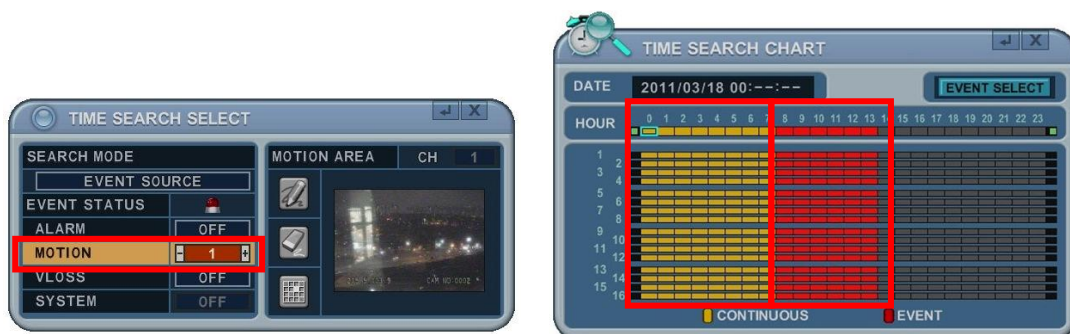 TIME SEARCH SELECT
SEARCH MODE
EVENT SOURCE
EVENT STATUS
ALARM OFF
MOTION - 1 +
VLOSS OFF
SYSTEM OFF
MOTION AREA CH 1
TIME SEARCH CHART
DATE 2011/03/18 00:--:-- EVENT SELECT
HOUR 0 1 2 3 4 5 6 7 8 9 10 11 12 13 14 15 16 17 18 19 20 21 22 23
1
2
3
4
5
6
7
8
9
10
11
12
13
14
15
16
CONTINUOUS EVENT